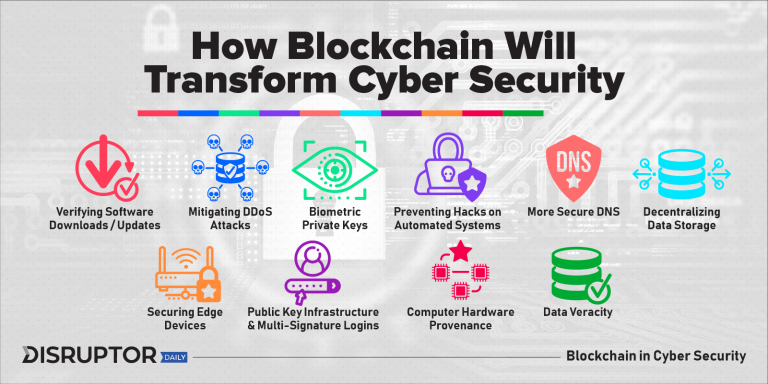 How Blockchain Will
Transform Cyber Security
Verifying Software
Downloads / Updates
Mitigating DDoS
Attacks
Biometric
Private Keys
Preventing Hacks on
Automated Systems
DNS
More Secure DNS
Decentralizing
Data Storage
Securing Edge
Devices
Public Key Infrastructure
& Multi-Signature Logins
Computer Hardware
Provenance
Data Veracity
DISRUPTOR DAILY
Blockchain in Cyber Security